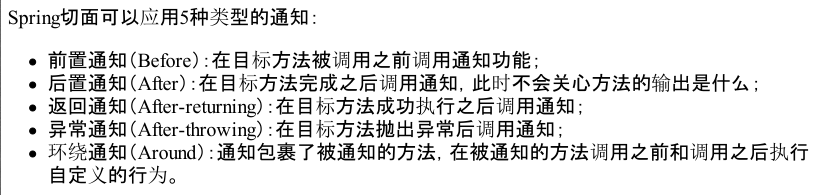 Spring切面可以应用5种类型的通知：
• 前置通知（Before）：在目标方法被调用之前调用通知功能；
• 后置通知（After）：在目标方法完成之后调用通知，此时不会关心方法的输出是什么；
• 返回通知（After-returning）：在目标方法成功执行之后调用通知；
• 异常通知（After-throwing）：在目标方法抛出异常后调用通知；
• 环绕通知（Around）：通知包裹了被通知的方法，在被通知的方法调用之前和调用之后执行
自定义的行为。